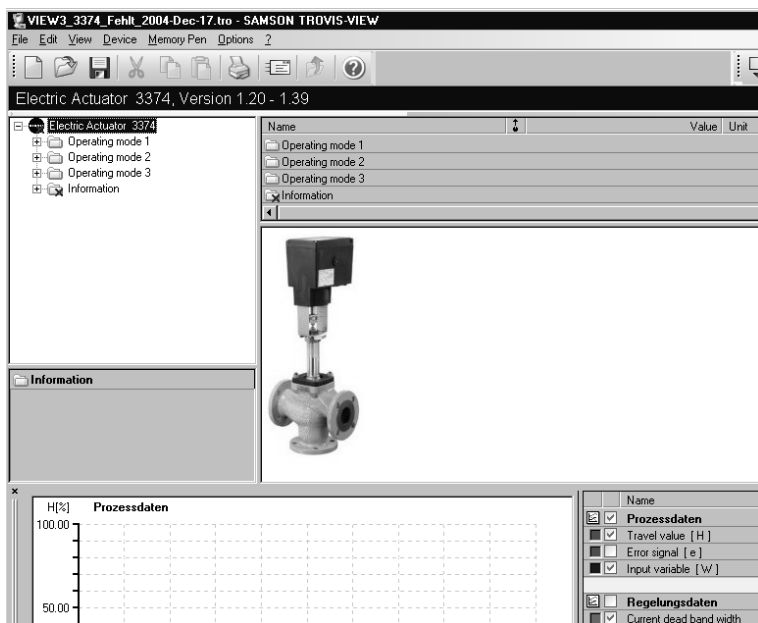 VIEW3_3374_Fehlt_2004-Dec-17.tro - SAMSON TROVIS-VIEW
File Edit View Device Memory Pen Options ?
Electric Actuator 3374, Version 1.20 - 1.39
Electric Actuator 3374
Operating mode 1
Operating mode 2
Operating mode 3
Information
Name Value Unit
Operating mode 1
Operating mode 2
Operating mode 3
Information
Information
H[%] Prozessdaten
100.00
50.00
Name
Prozessdaten
Travel value [ H ]
Error signal [ e ]
Input variable [ W ]
Regelungsdaten
Current dead band width